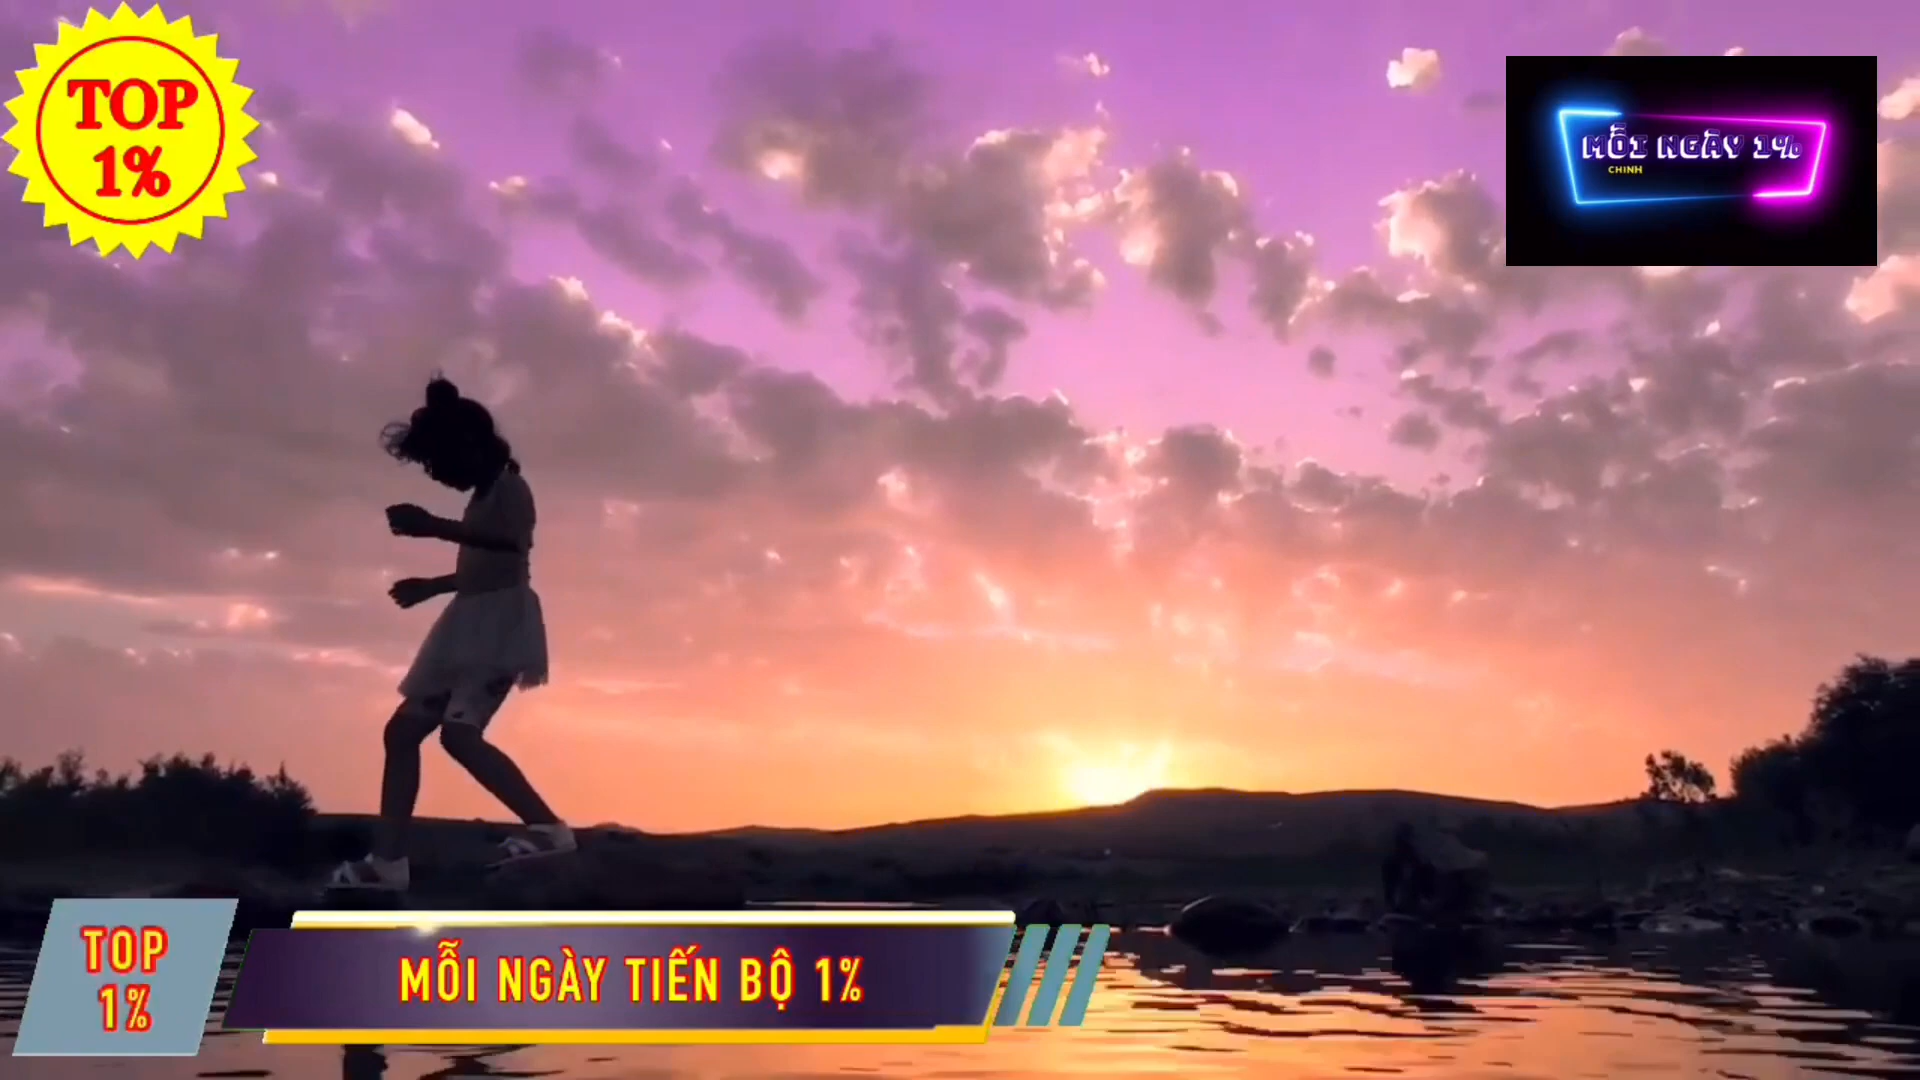 TOP
1%
MỖI NGÀY 1%
CHINH
TOP
1%
MỖI NGÀY TIẾN BỘ 1%